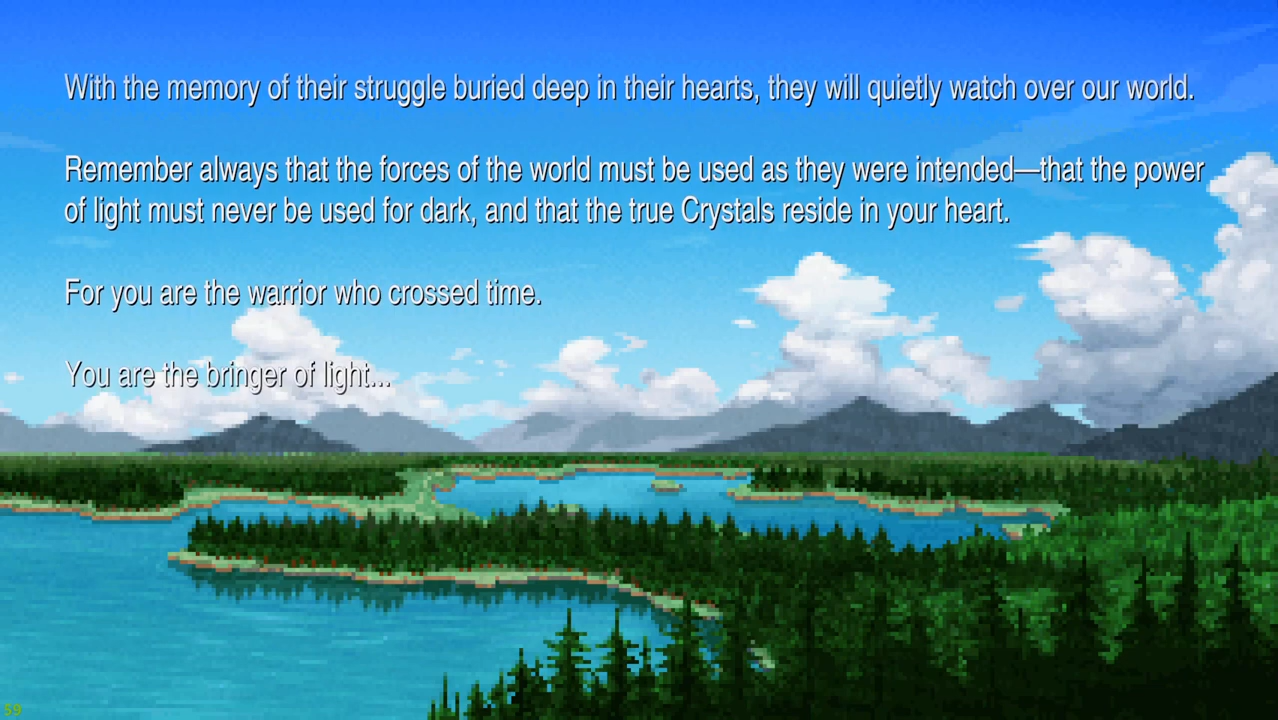 With the memory of their struggle buried deep in their hearts, they will quietly watch over our world.
Remember always that the forces of the world must be used as they were intended—that the power
of light must never be used for dark, and that the true Crystals reside in your heart.
For you are the warrior who crossed time.
You are the bringer of light...
59